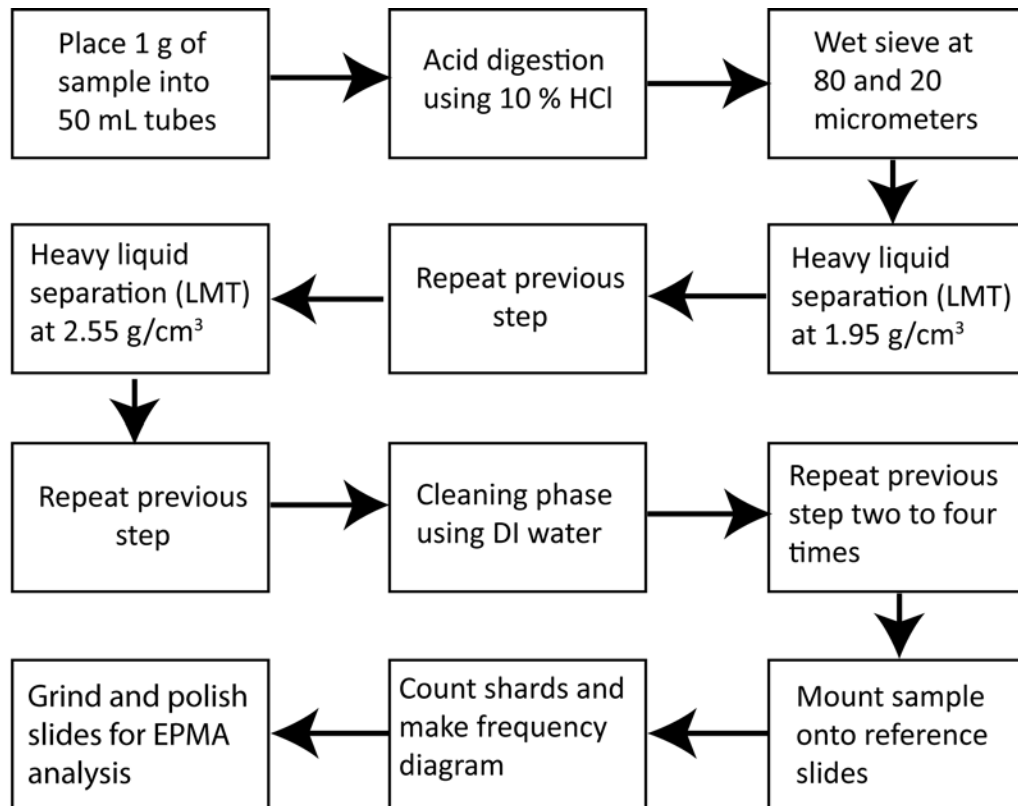 Place 1 g of
sample into
50 mL tubes
Acid digestion
using 10 % HCl
Wet sieve at
80 and 20
micrometers
Heavy liquid
separation (LMT)
at 1.95 g/cm³
Repeat previous
step
Heavy liquid
separation (LMT)
at 2.55 g/cm³
Repeat previous
step
Cleaning phase
using DI water
Repeat previous
step two to four
times
Mount sample
onto reference
slides
Count shards and
make frequency
diagram
Grind and polish
slides for EPMA
analysis